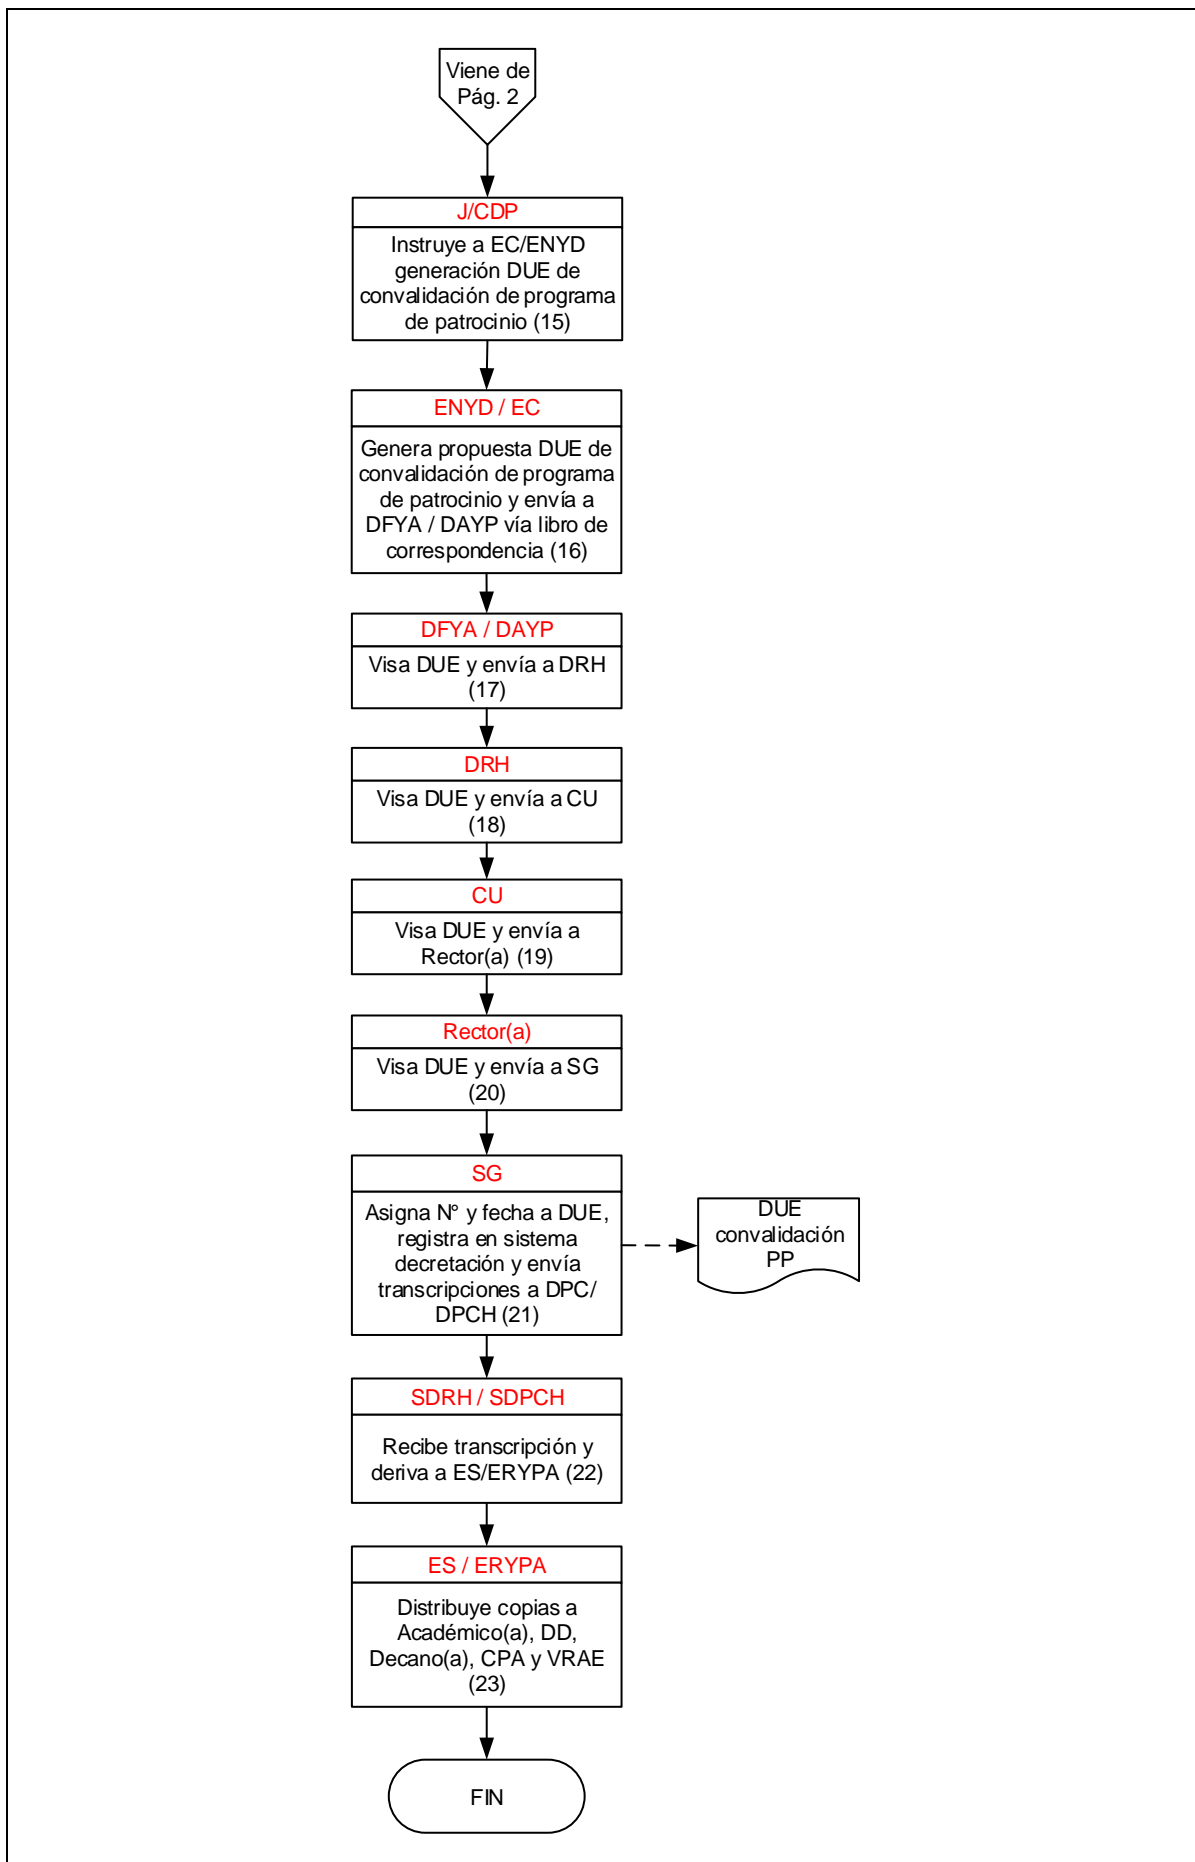 Viene de
Pág. 2
J/CDP
Instruye a EC/ENYD
generación DUE de
convalidación de programa
de patrocinio (15)
ENYD / EC
Genera propuesta DUE de
convalidación de programa
de patrocinio y envía a
DFYA / DAYP vía libro de
correspondencia (16)
DFYA / DAYP
Visa DUE y envía a DRH
(17)
DRH
Visa DUE y envía a CU
(18)
CU
Visa DUE y envía a
Rector(a) (19)
Rector(a)
Visa DUE y envía a SG
(20)
SG
Asigna N° y fecha a DUE,
registra en sistema
decretación y envía
transcripciones a DPC/
DPCH (21)
DUE
convalidación
PP
SDRH / SDPCH
Recibe transcripción y
deriva a ES/ERYPA (22)
ES / ERYPA
Distribuye copias a
Académico(a), DD,
Decano(a), CPA y VRAE
(23)
FIN